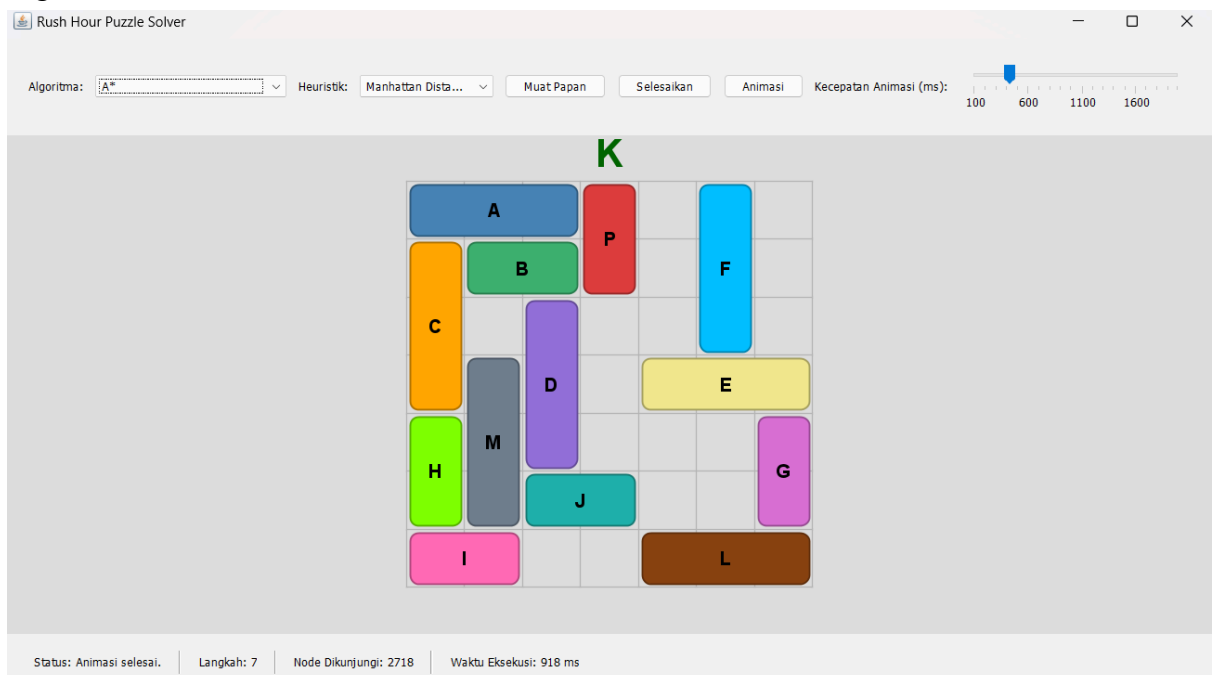 Rush Hour Puzzle Solver
Algoritma: A* Heuristik: Manhattan Dista... Muat Papan Selesaikan Animasi Kecepatan Animasi (ms):
100 600 1100 1600
K
A
P
B
F
C
D
E
M
H
G
J
I
L
Status: Animasi selesai. Langkah: 7 Node Dikunjungi: 2718 Waktu Eksekusi: 918 ms